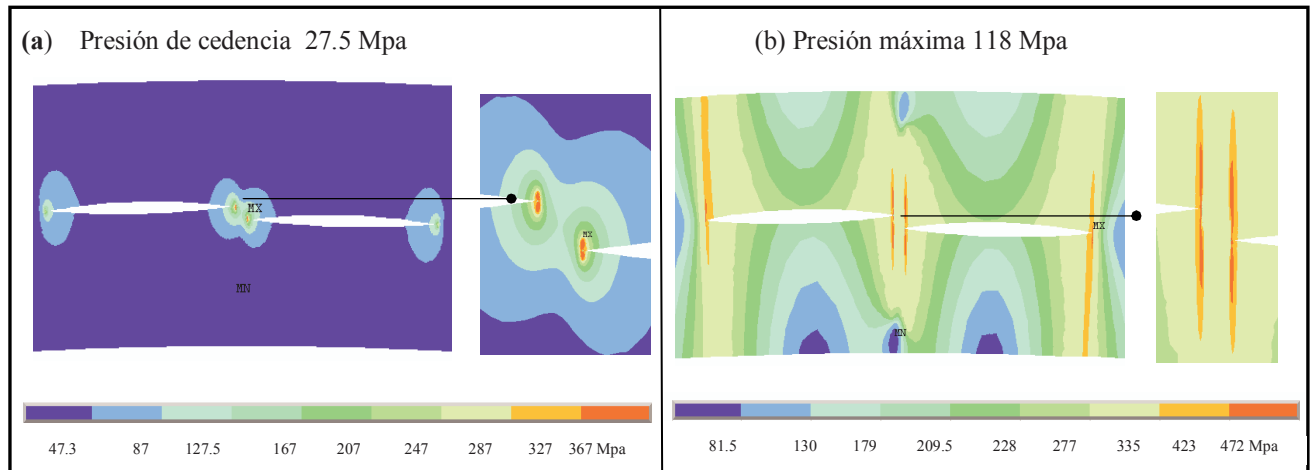 (a) Presión de cedencia 27.5 Mpa
MX
MN
MX
47.3 87 127.5 167 207 247 287 327 367 Mpa
(b) Presión máxima 118 Mpa
MX
MN
81.5 130 179 209.5 228 277 335 423 472 Mpa